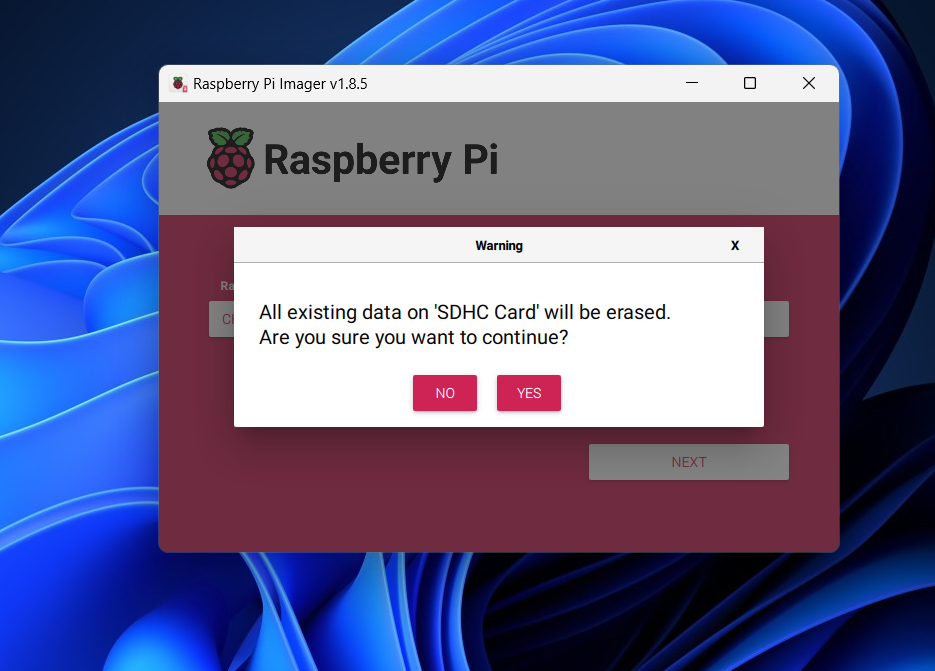 Raspberry Pi Imager v1.8.5
Raspberry Pi
Warning
X
Ra
All existing data on 'SDHC Card' will be erased.
Are you sure you want to continue?
NO
YES
NEXT